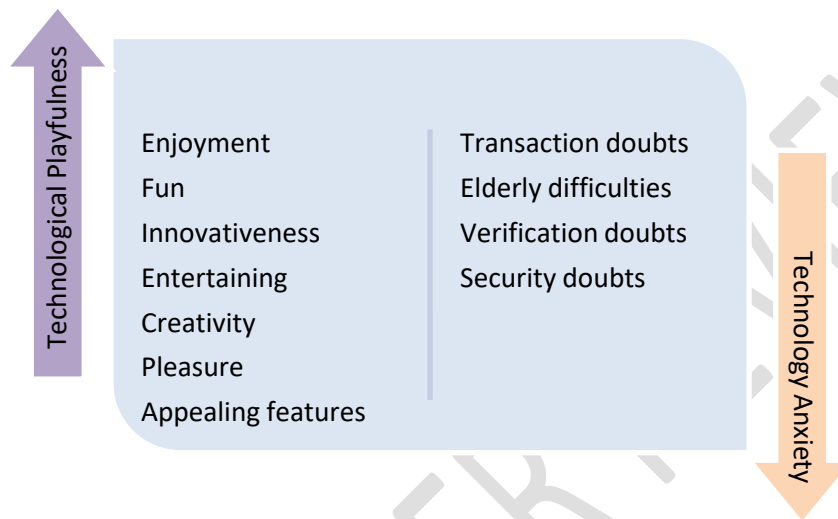 Technological Playfulness
Enjoyment
Fun
Innovativeness
Entertaining
Creativity
Pleasure
Appealing features
Transaction doubts
Elderly difficulties
Verification doubts
Security doubts
Technology Anxiety